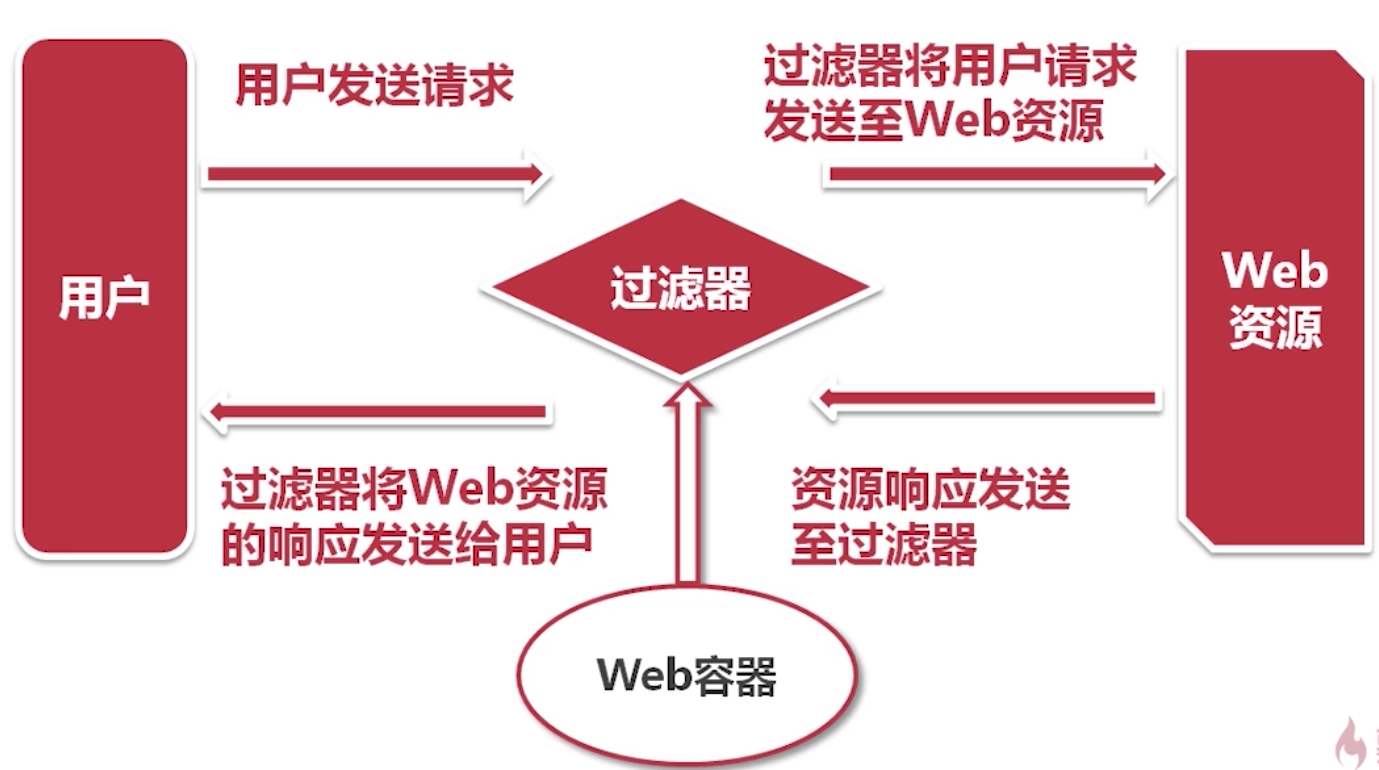 用户发送请求
过滤器将用户请求
发送至Web资源
用户
过滤器
Web
资源
过滤器将Web资源
的响应发送给用户
资源响应发送
至过滤器
Web容器